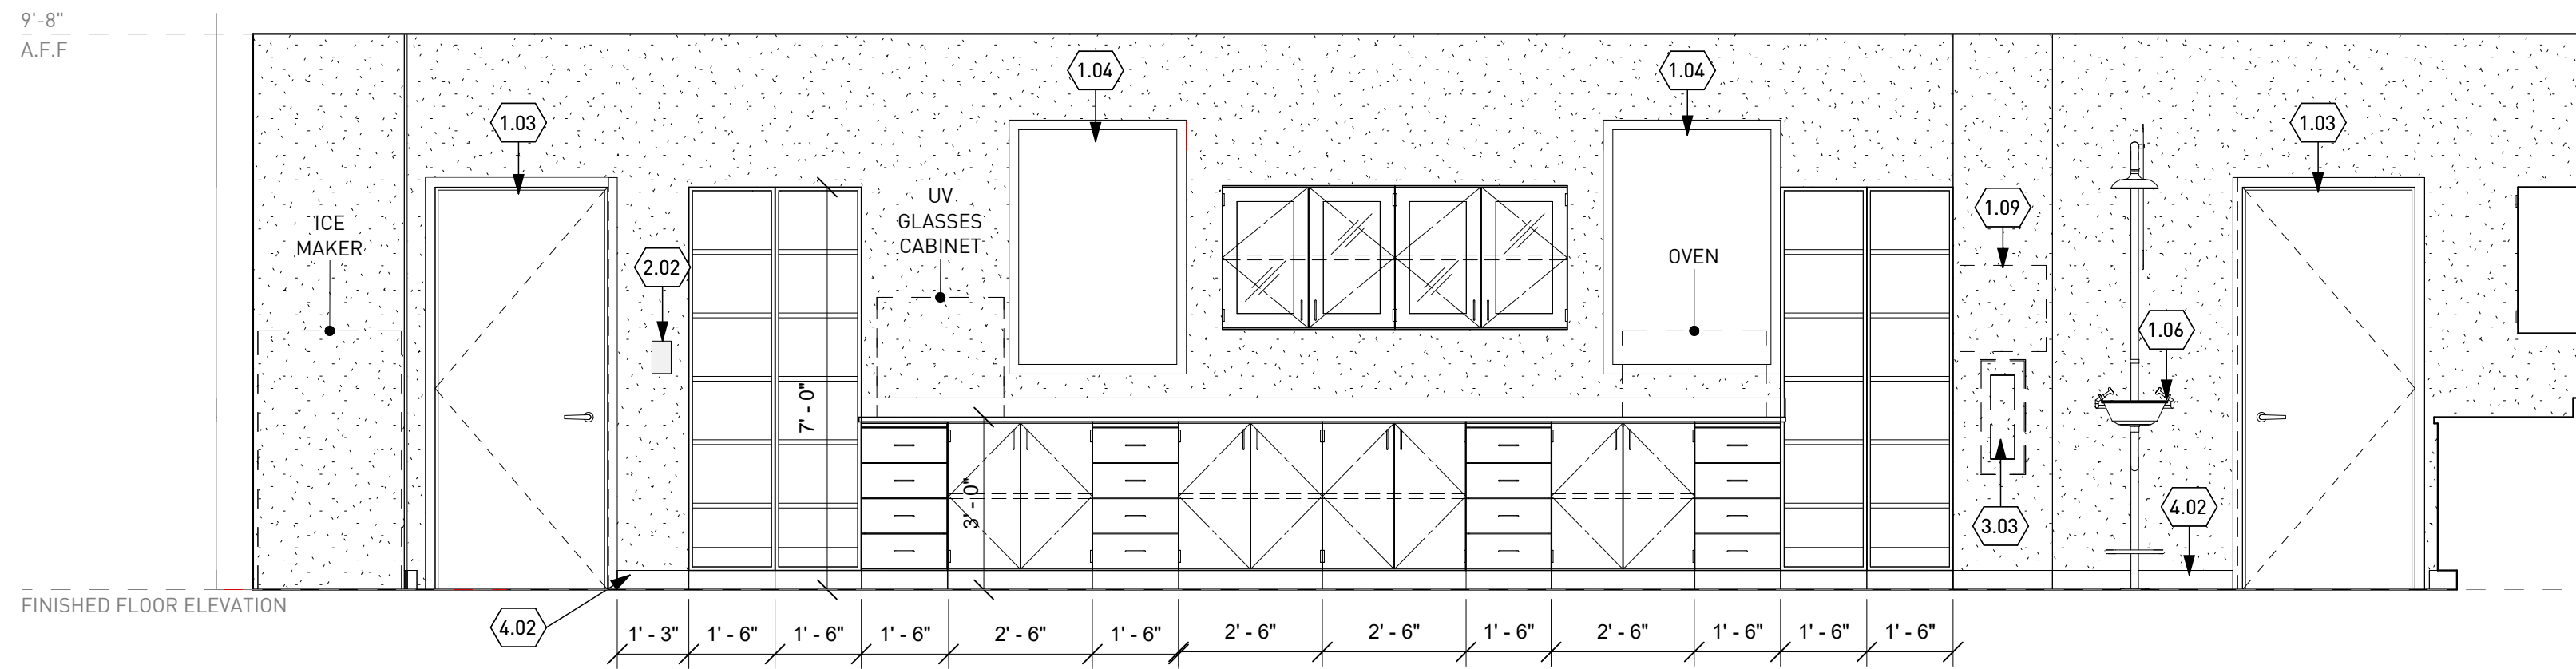 9'-8"
A.F.F
1.04
1.04
1.03
1.03
UV
GLASSES
CABINET
1.09
ICE
MAKER
OVEN
2.02
1.06
7' - 0"
3' - 0"
4.02
3.03
FINISHED FLOOR ELEVATION
4.02
1' - 3"
1' - 6"
1' - 6"
1' - 6"
2' - 6"
1' - 6"
2' - 6"
2' - 6"
1' - 6"
2' - 6"
1' - 6"
1' - 6"
1' - 6"